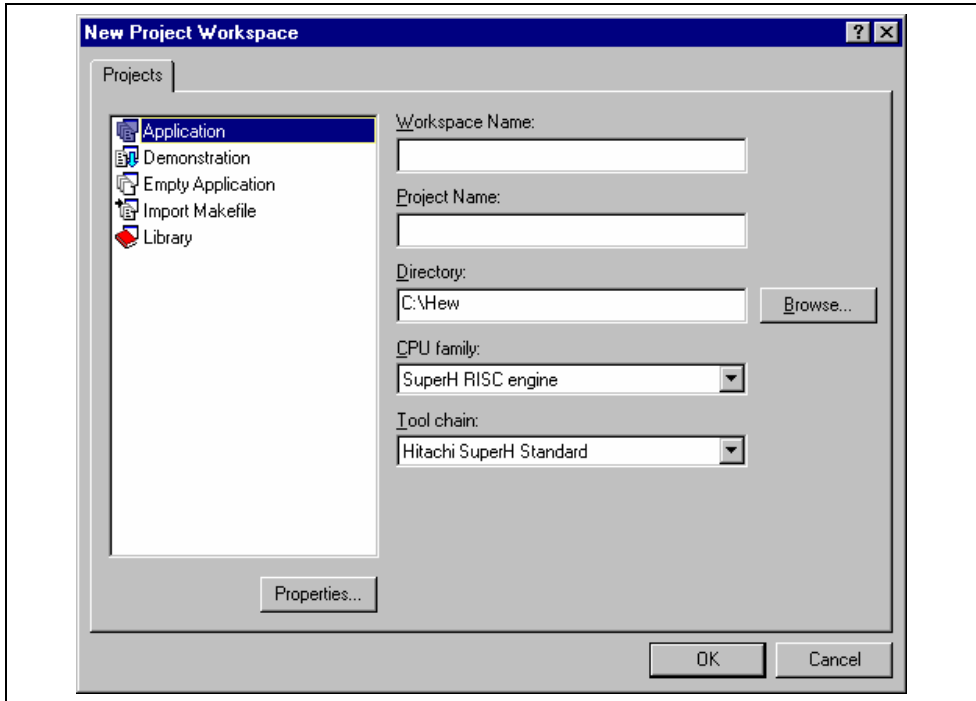 New Project Workspace
Projects
Application
Demonstration
Empty Application
Import Makefile
Library
Properties...
Workspace Name:
Project Name:
Directory:
C:\Hew
Browse...
CPU family:
SuperH RISC engine
Tool chain:
Hitachi SuperH Standard
OK
Cancel